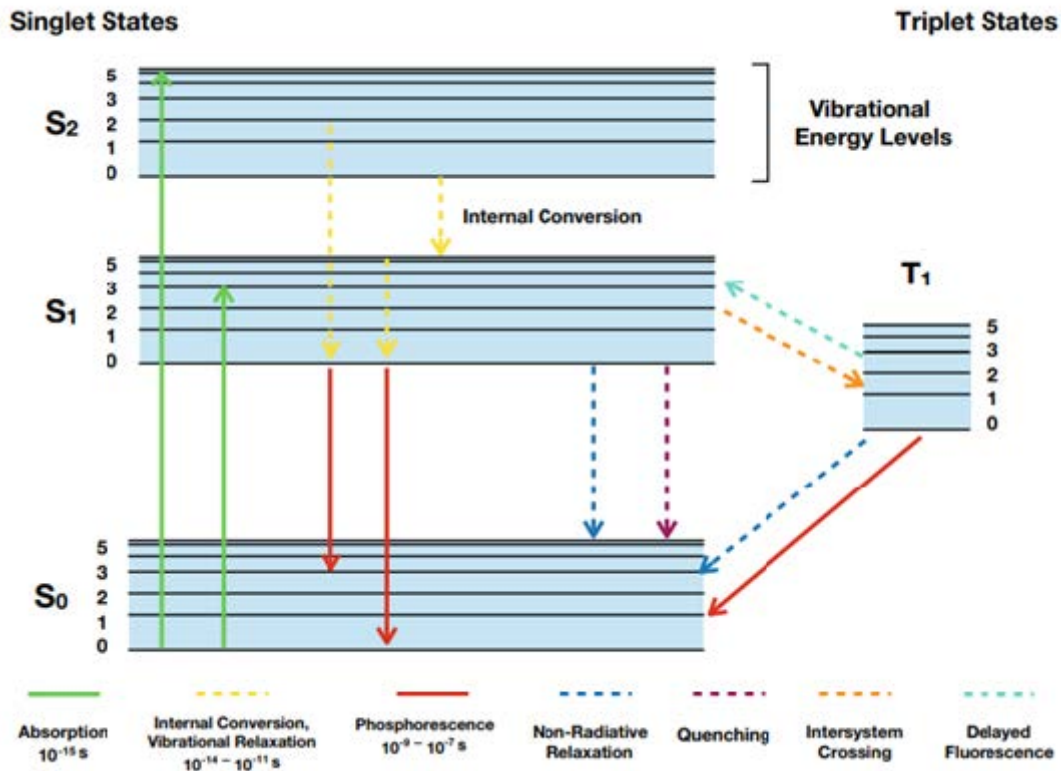 Singlet States
Triplet States
S₂
5
3
2
1
0
Vibrational
Energy Levels
Internal Conversion
S₁
5
3
2
1
0
T₁
5
3
2
1
0
S₀
5
3
2
1
0
Absorption
10⁻¹⁵ s
Internal Conversion,
Vibrational Relaxation
10⁻¹⁴ – 10⁻¹¹ s
Phosphorescence
10⁻⁹ – 10⁻⁷ s
Non-Radiative
Relaxation
Quenching
Intersystem
Crossing
Delayed
Fluorescence